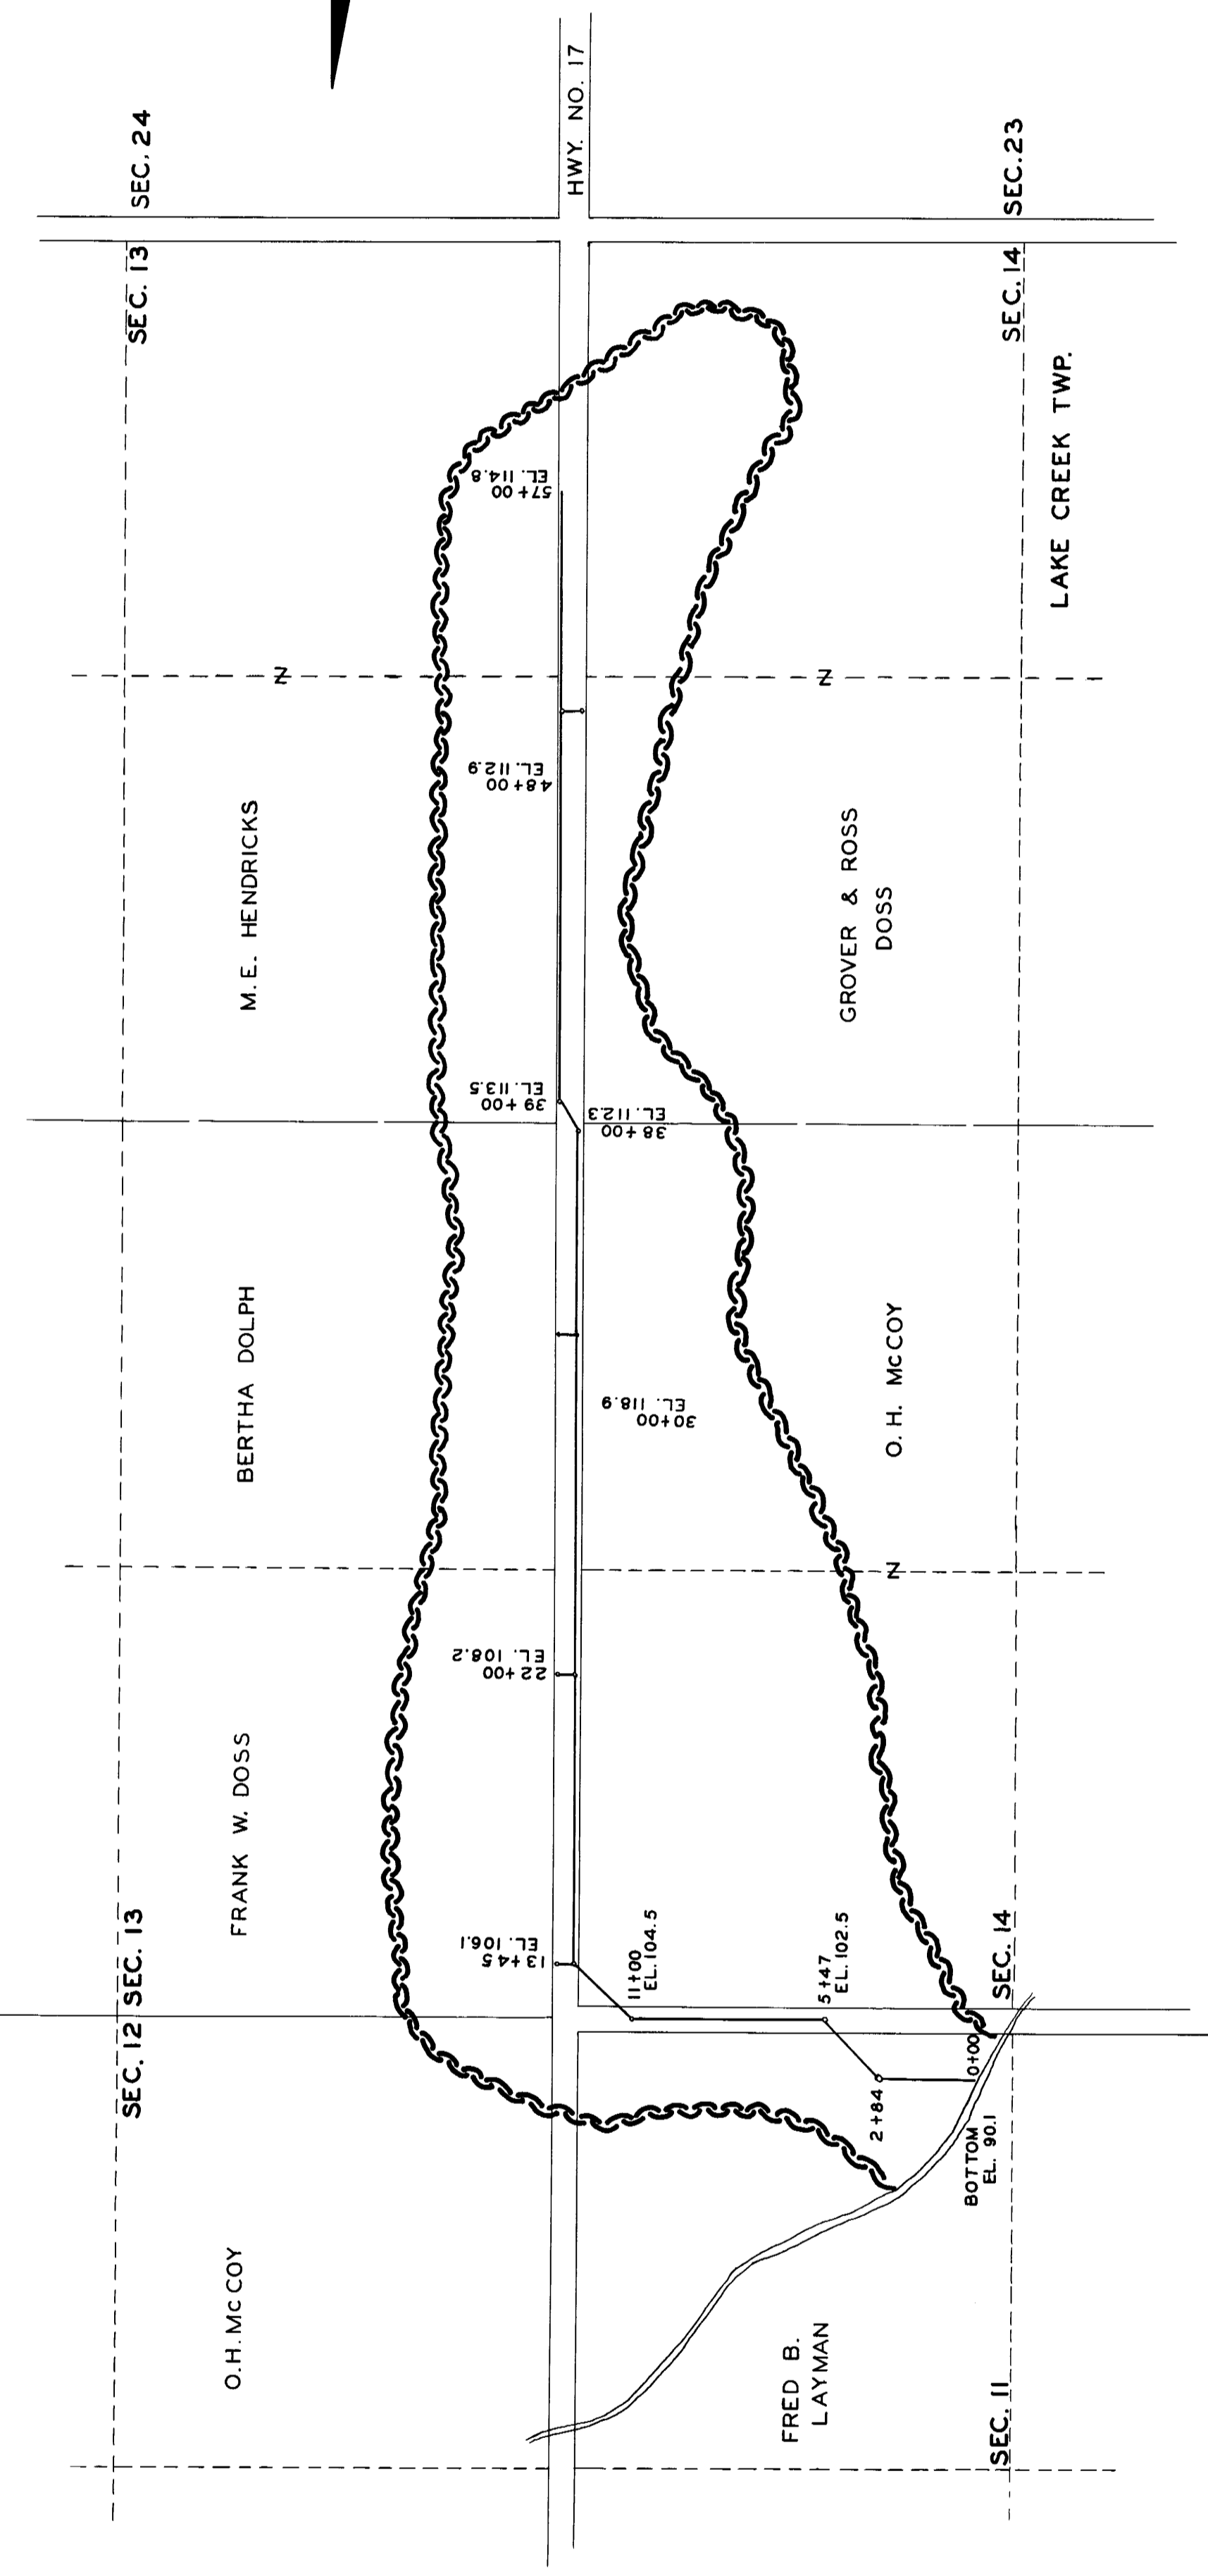 SEC. 24
HWY. NO. 17
SEC. 23
SEC. 13
SEC. 14
LAKE CREEK TWP.
57+00
EL. 114.8
Z
Z
48+00
EL. 112.9
M.E. HENDRICKS
GROVER & ROSS
DOSS
39+00
EL. 113.5
38+00
EL. 112.3
BERTHA DOLPH
O. H. McCOY
30+00
EL. 118.9
Z
22+00
EL. 108.2
FRANK W. DOSS
13+45
EL. 106.1
11+00
EL. 104.5
5+47
EL. 102.5
SEC. 12 SEC. 13
SEC. 14
0+00
2+84
BOTTOM
EL. 90.1
O.H. McCOY
FRED B.
LAYMAN
SEC. 11